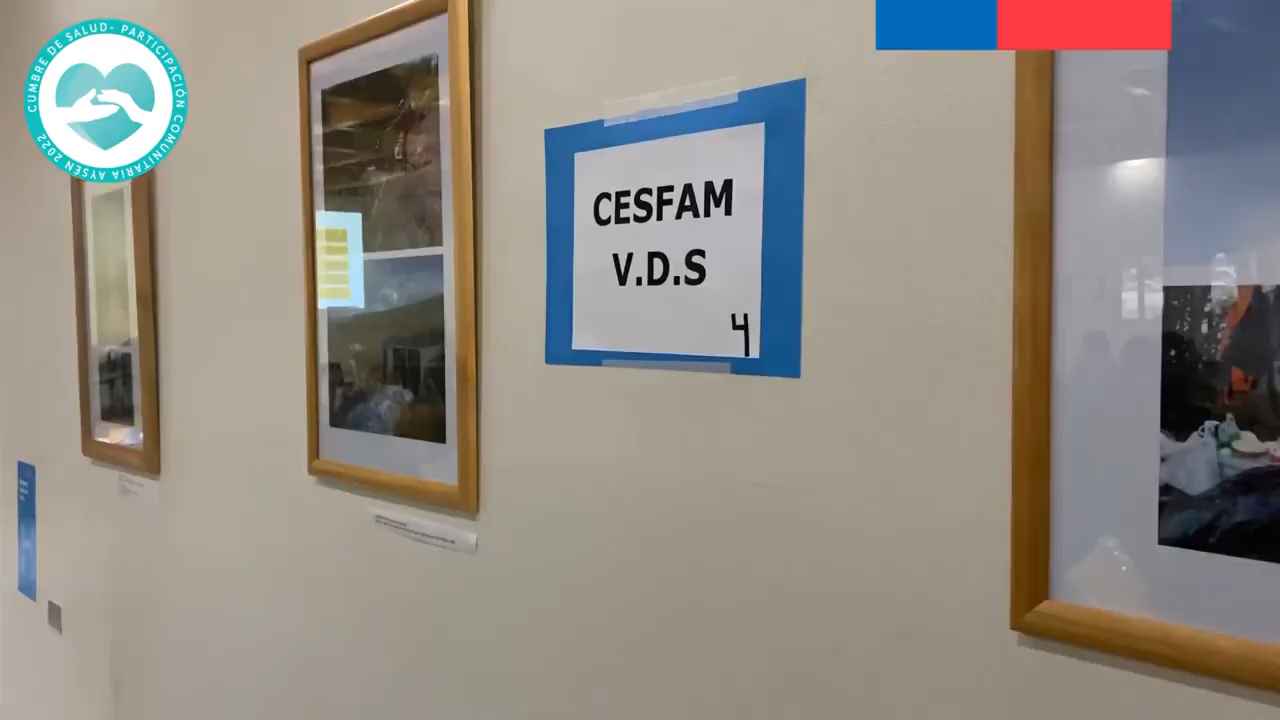 CUMBRE DE SALUD- PARTICIPACIÓN COMUNITARIA AYSÉN 2022
CESFAM
V.D.S
4